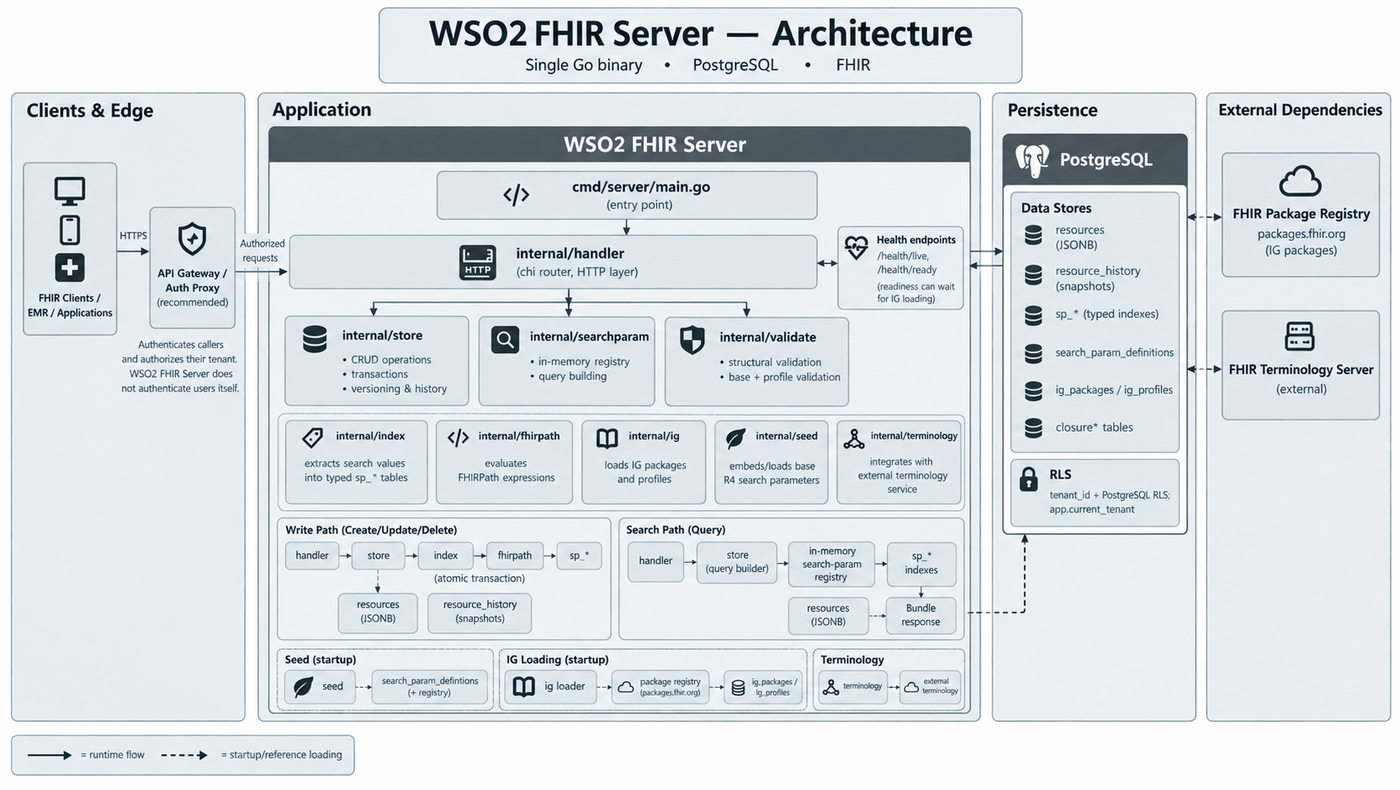 WSO2 FHIR Server — Architecture
Single Go binary • PostgreSQL • FHIR
Clients & Edge
FHIR Clients /
EMR / Applications
HTTPS
API Gateway /
Auth Proxy
(recommended)
Authenticates callers
and authorizes their tenant.
WSO2 FHIR Server does
not authenticate users itself.
Authorized
requests
Application
WSO2 FHIR Server
cmd/server/main.go
(entry point)
HTTP
internal/handler
(chi router, HTTP layer)
Health endpoints
/health/live,
/health/ready
(readiness can wait
for IG loading)
internal/store
• CRUD operations
• transactions
• versioning & history
internal/searchparam
• in-memory registry
• query building
internal/validate
• structural validation
• base + profile validation
internal/index
extracts search values
into typed sp_* tables
internal/fhirpath
evaluates
FHIRPath expressions
internal/ig
loads IG packages
and profiles
internal/seed
embeds/loads base
R4 search parameters
internal/terminology
integrates with
external terminology
service
Write Path (Create/Update/Delete)
handler
store
index
fhirpath
sp_*
(atomic transaction)
resources
(JSONB)
resource_history
(snapshots)
Search Path (Query)
handler
store
(query builder)
in-memory
search-param
registry
sp_*
indexes
resources
(JSONB)
Bundle
response
Seed (startup)
seed
search_param_defintions
(+ registry)
IG Loading (startup)
ig loader
package registry
(packages.fhir.org)
ig_packages /
lg_profiles
Terminology
terminology
external
terminology
Persistence
PostgreSQL
Data Stores
resources
(JSONB)
resource_history
(snapshots)
sp_* (typed indexes)
search_param_definitions
ig_packages / ig_profiles
closure* tables
RLS
tenant_id + PostgreSQL RLS;
app.current_tenant
External Dependencies
FHIR Package Registry
packages.fhir.org
(IG packages)
FHIR Terminology Server
(external)
= runtime flow
= startup/reference loading